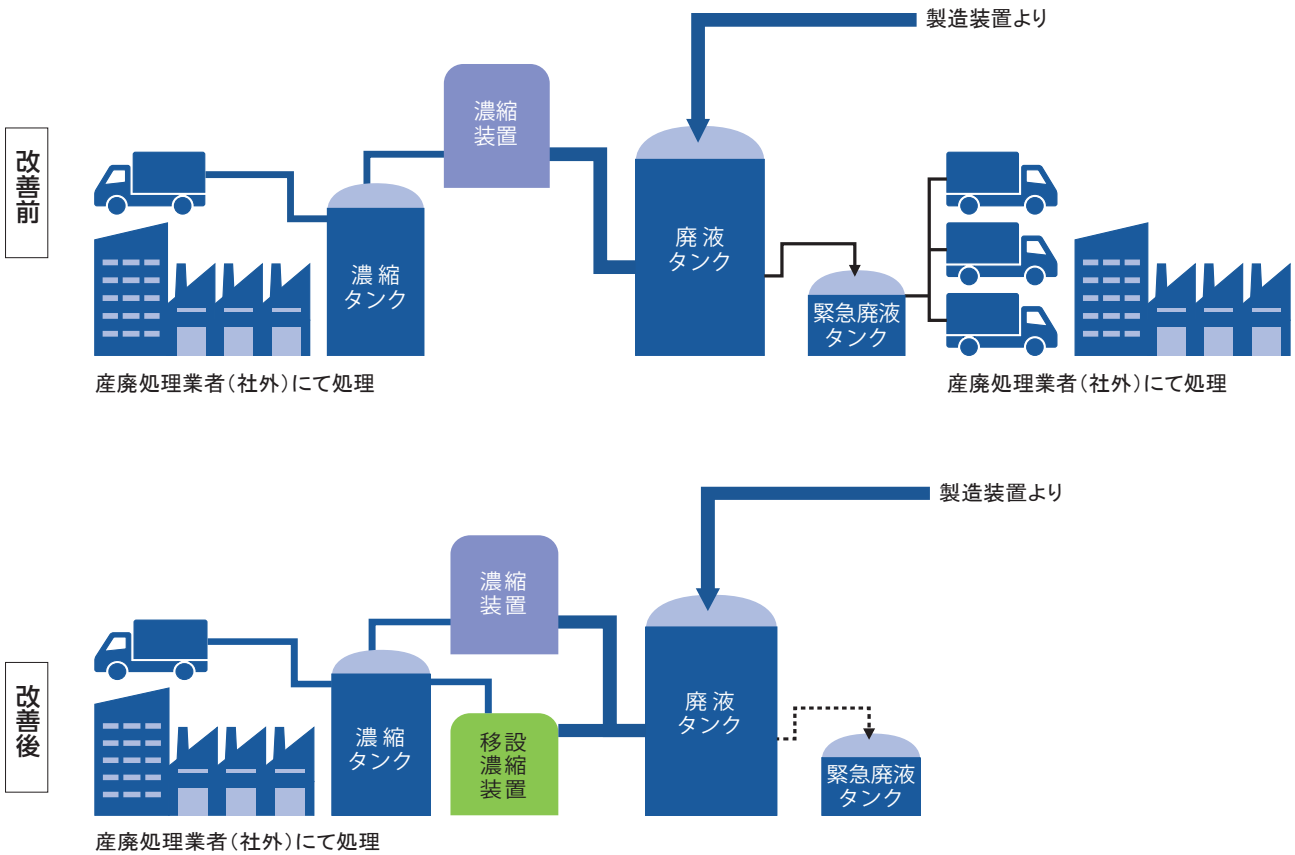 改善前
製造装置より
濃縮
装置
廃液
タンク
濃縮
タンク
緊急廃液
タンク
産廃処理業者(社外)にて処理
産廃処理業者(社外)にて処理
改善後
製造装置より
濃縮
装置
廃液
タンク
濃縮
タンク
移設
濃縮
装置
緊急廃液
タンク
産廃処理業者(社外)にて処理